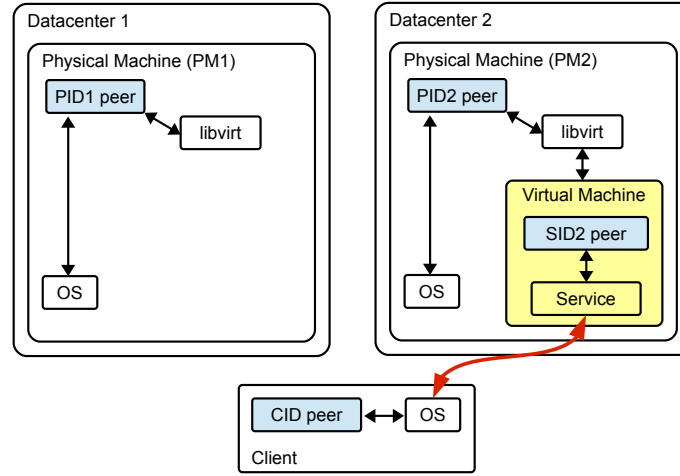 Datacenter 1
Physical Machine (PM1)
PID1 peer
libvirt
OS
Datacenter 2
Physical Machine (PM2)
PID2 peer
libvirt
Virtual Machine
SID2 peer
OS
Service
CID peer
OS
Client